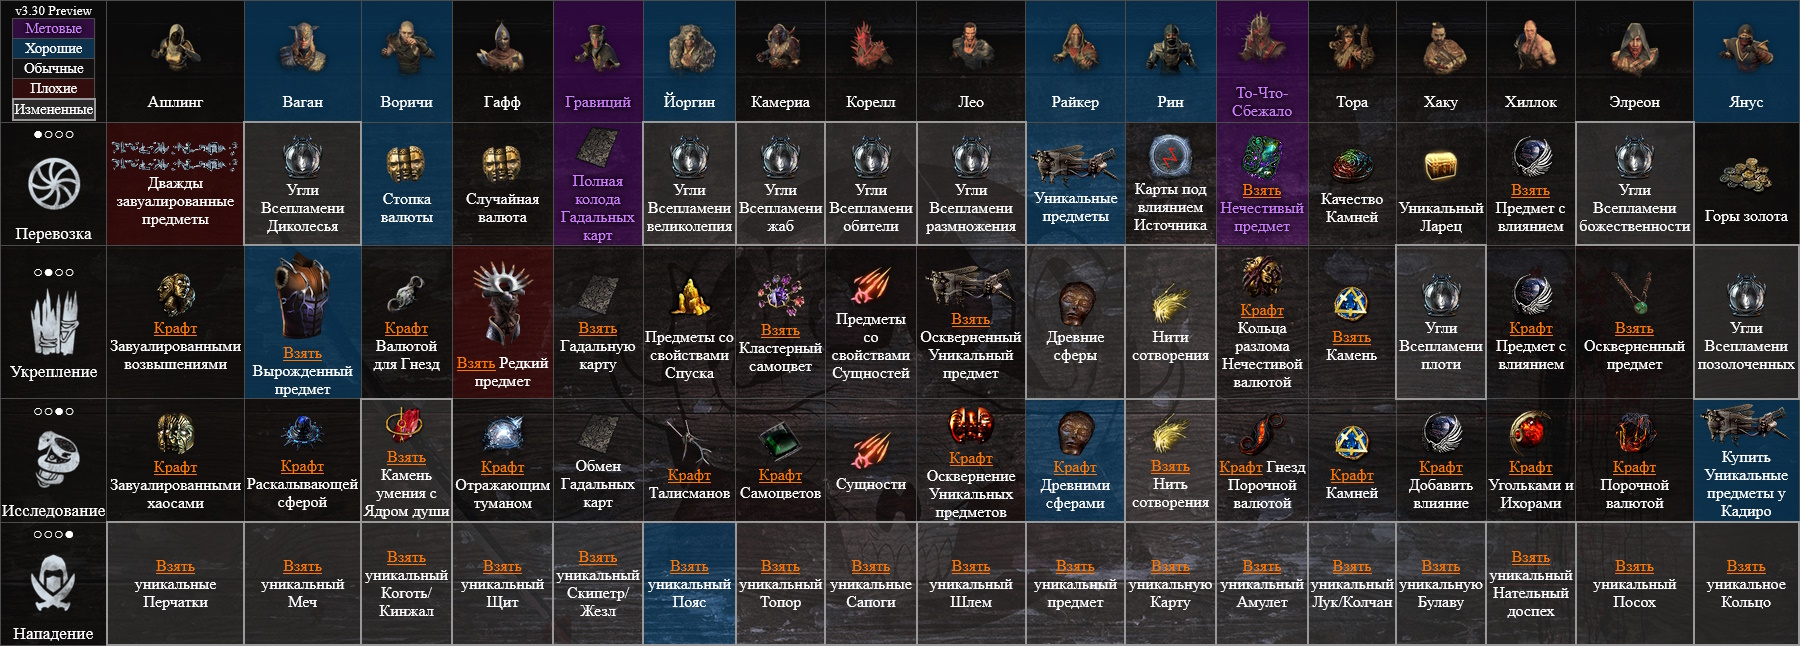 v3.30 Preview
Метовые
Хорошие
Обычные
Плохие
Измененные
Ашлинг
Ваган
Воричи
Гафф
Гравиций
Йоргин
Камериа
Корелл
Лео
Райкер
Рин
То-Что-
Сбежало
Тора
Хаку
Хиллок
Элреон
Янус
Перевозка
Дважды
завуалированные
предметы
Угли
Всепламени
Диколесья
Стопка
валюты
Случайная
валюта
Полная
колода
Гадальных
карт
Угли
Всепламени
великолепия
Угли
Всепламени
жаб
Угли
Всепламени
обители
Угли
Всепламени
размножения
Уникальные
предметы
Карты под
влиянием
Источника
Взять
Нечестивый
предмет
Качество
Камней
Уникальный
Ларец
Взять
Предмет с
влиянием
Угли
Всепламени
божественности
Горы золота
Укрепление
Крафт
Завуалированными
возвышениями
Взять
Вырожденный
предмет
Крафт
Валютой
для Гнезд
Взять Редкий
предмет
Взять
Гадальную
карту
Предметы со
свойствами
Спуска
Взять
Кластерный
самоцвет
Предметы
со
свойствами
Сущностей
Взять
Оскверненный
Уникальный
предмет
Древние
сферы
Нити
сотворения
Крафт
Кольца
разлома
Нечестивой
валютой
Взять
Камень
Угли
Всепламени
плоти
Крафт
Предмет с
влиянием
Взять
Оскверненный
предмет
Угли
Всепламени
позолоченных
Исследование
Крафт
Завуалированными
хаосами
Крафт
Раскалывающей
сферой
Взять
Камень
умения с
Ядром души
Крафт
Отражающим
туманом
Обмен
Гадальных
карт
Крафт
Талисманов
Крафт
Самоцветов
Сущности
Крафт
Осквернение
Уникальных
предметов
Крафт
Древними
сферами
Взять
Нить
сотворения
Крафт Гнезд
Порочной
валютой
Крафт
Камней
Крафт
Добавить
влияние
Крафт
Угольками и
Ихорами
Крафт
Порочной
валютой
Купить
Уникальные
предметы у
Кадиро
Нападение
Взять
уникальные
Перчатки
Взять
уникальный
Меч
Взять
уникальный
Коготь/
Кинжал
Взять
уникальный
Щит
Взять
уникальный
Скипетр/
Жезл
Взять
уникальный
Пояс
Взять
уникальный
Топор
Взять
уникальные
Сапоги
Взять
уникальный
Шлем
Взять
уникальный
предмет
Взять
уникальную
Карту
Взять
уникальный
Амулет
Взять
уникальный
Лук/Колчан
Взять
уникальную
Булаву
Взять
уникальный
Нательный
доспех
Взять
уникальный
Посох
Взять
уникальное
Кольцо